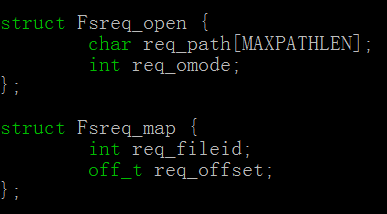 struct Fsreq_open {
        char req_path[MAXPATHLEN];
        int req_omode;
};

struct Fsreq_map {
        int req_fileid;
        off_t req_offset;
};